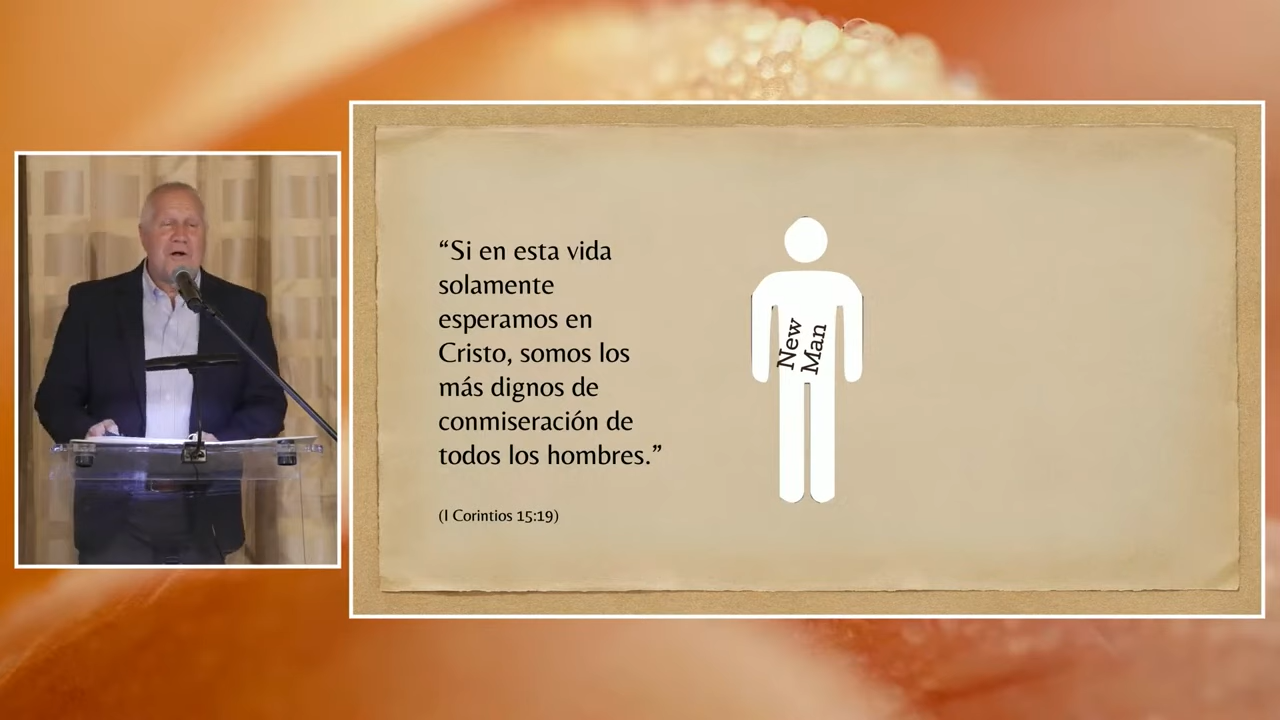 “Si en esta vida
solamente
esperamos en
Cristo, somos los
más dignos de
conmiseración de
todos los hombres.”
(I Corintios 15:19)
New
Man